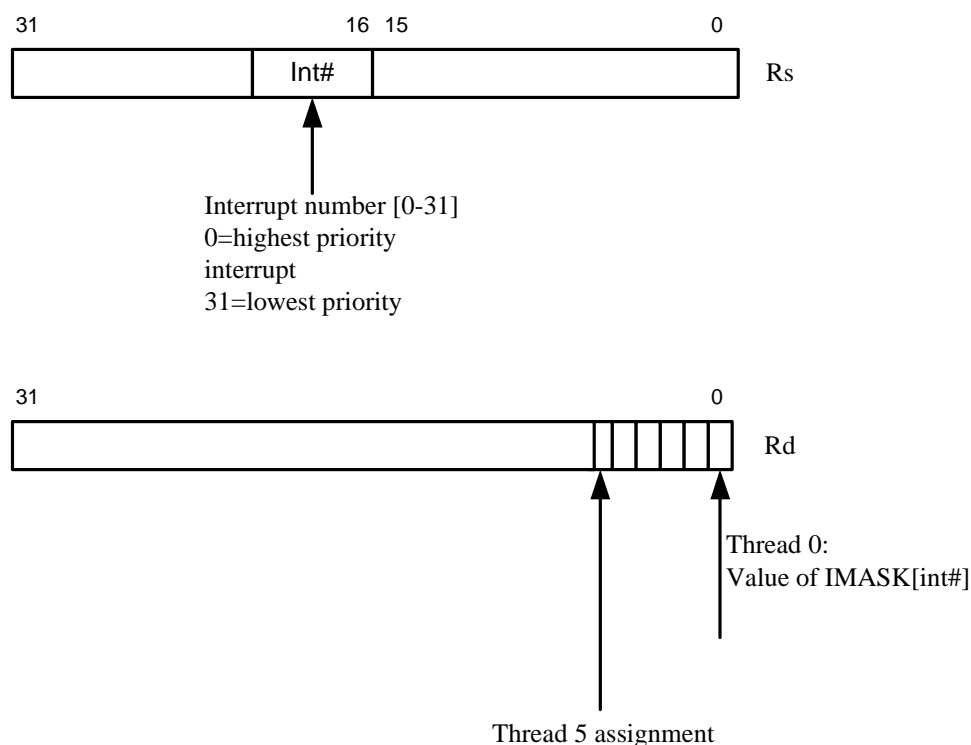 31 16 15 0
Int# Rs
Interrupt number [0-31]
0=highest priority
interrupt
31=lowest priority
31 0
Rd
Thread 0:
Value of IMASK[int#]
Thread 5 assignment